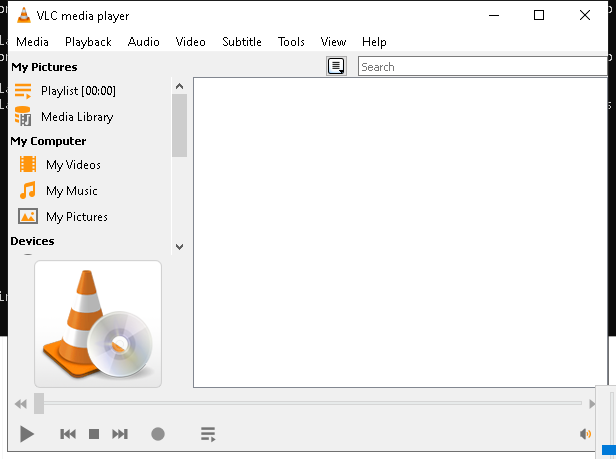 VLC media player
Media Playback Audio Video Subtitle Tools View Help
My Pictures
Search
Playlist [00:00]
Media Library
My Computer
My Videos
My Music
My Pictures
Devices